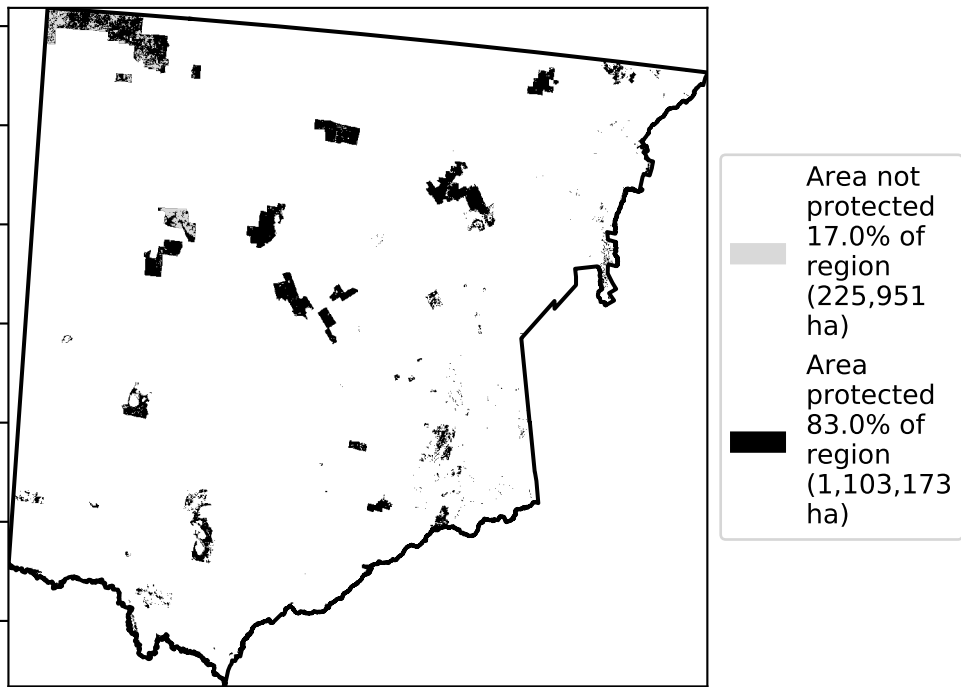 Area not
protected
17.0% of
region
(225,951
ha)
Area
protected
83.0% of
region
(1,103,173
ha)